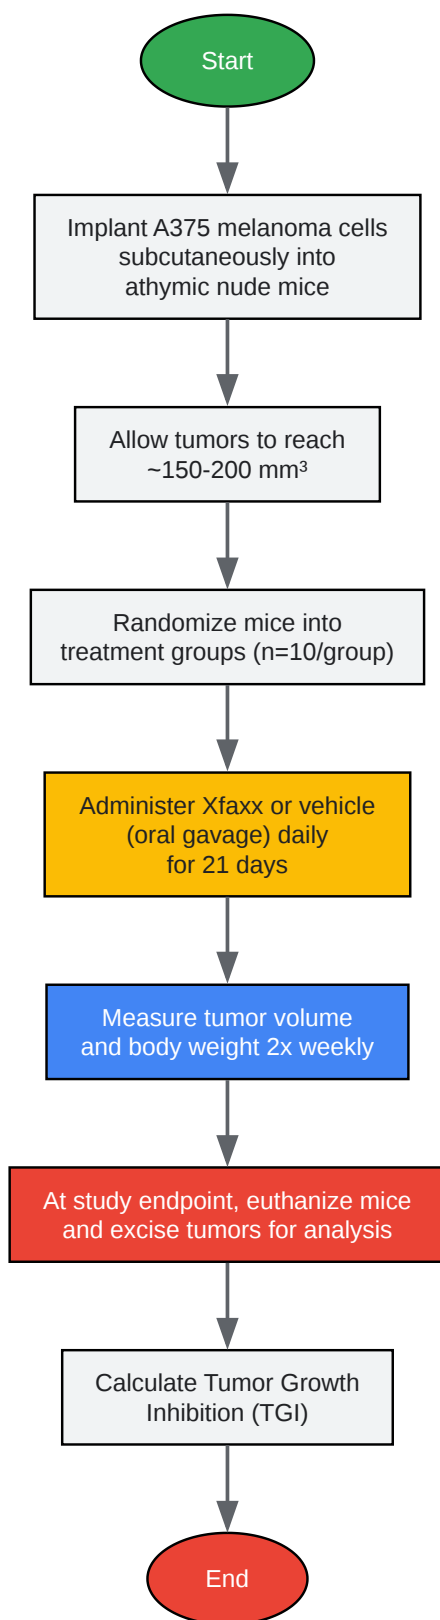 Start
Implant A375 melanoma cells
subcutaneously into
athymic nude mice
Allow tumors to reach
~150-200 mm³
Randomize mice into
treatment groups (n=10/group)
Administer Xfaxx or vehicle
(oral gavage) daily
for 21 days
Measure tumor volume
and body weight 2x weekly
At study endpoint, euthanize mice
and excise tumors for analysis
Calculate Tumor Growth
Inhibition (TGI)
End